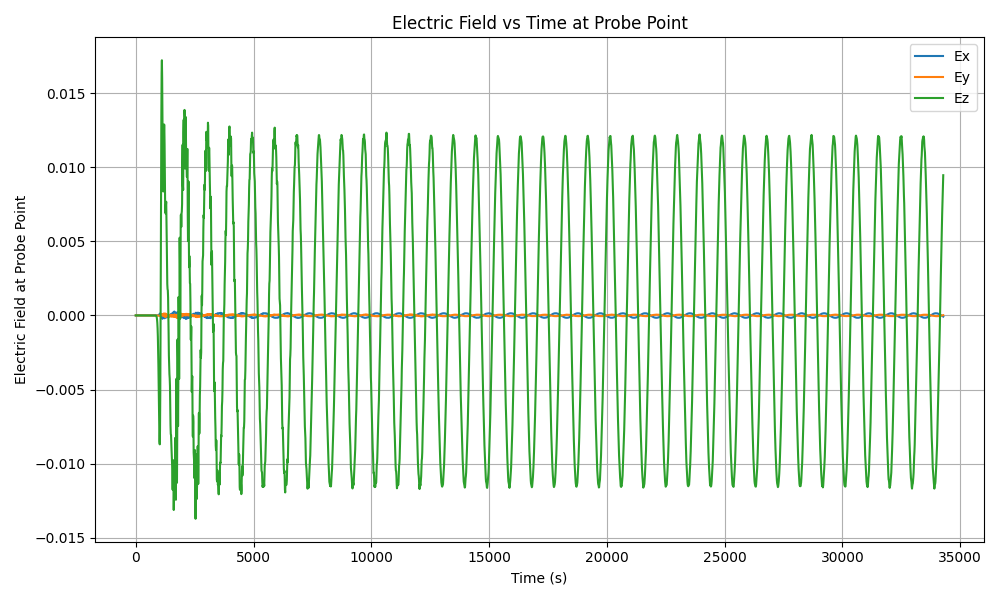 Electric Field vs Time at Probe Point
Ex
Ey
Ez
Electric Field at Probe Point
0.015
0.010
0.005
0.000
−0.005
−0.010
−0.015
0 5000 10000 15000 20000 25000 30000 35000
Time (s)